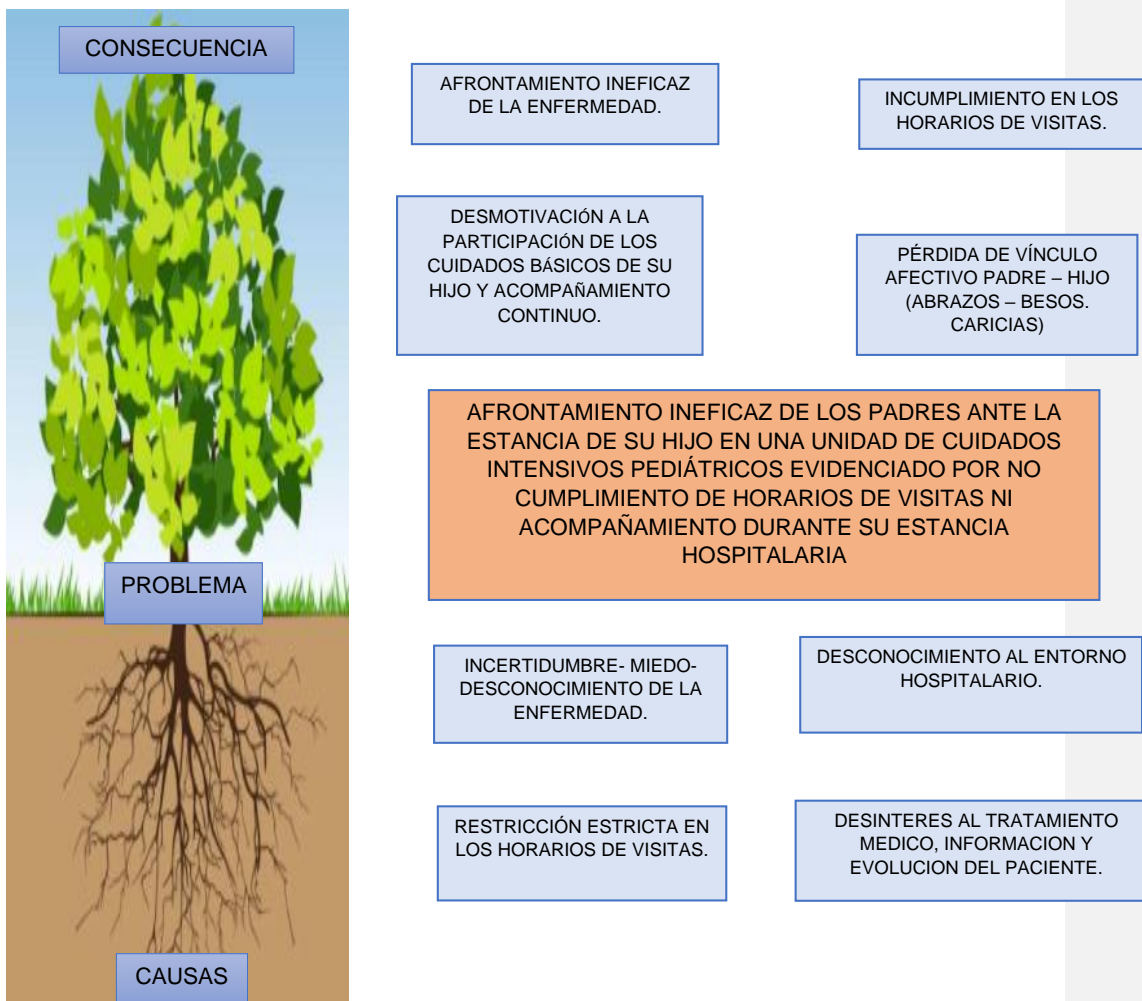 CONSECUENCIA
AFRONTAMIENTO INEFICAZ
DE LA ENFERMEDAD.
INCUMPLIMIENTO EN LOS
HORARIOS DE VISITAS.
DESMOTIVACIÓN A LA
PARTICIPACIÓN DE LOS
CUIDADOS BÁSICOS DE SU
HIJO Y ACOMPAÑAMIENTO
CONTINUO.
PÉRDIDA DE VÍNCULO
AFECTIVO PADRE – HIJO
(ABRAZOS – BESOS.
CARICIAS)
AFRONTAMIENTO INEFICAZ DE LOS PADRES ANTE LA
ESTANCIA DE SU HIJO EN UNA UNIDAD DE CUIDADOS
INTENSIVOS PEDIÁTRICOS EVIDENCIADO POR NO
CUMPLIMIENTO DE HORARIOS DE VISITAS NI
ACOMPAÑAMIENTO DURANTE SU ESTANCIA
HOSPITALARIA
PROBLEMA
INCERTIDUMBRE- MIEDO-
DESCONOCIMIENTO DE LA
ENFERMEDAD.
DESCONOCIMIENTO AL ENTORNO
HOSPITALARIO.
RESTRICCIÓN ESTRICTA EN
LOS HORARIOS DE VISITAS.
DESINTERES AL TRATAMIENTO
MEDICO, INFORMACION Y
EVOLUCION DEL PACIENTE.
CAUSAS